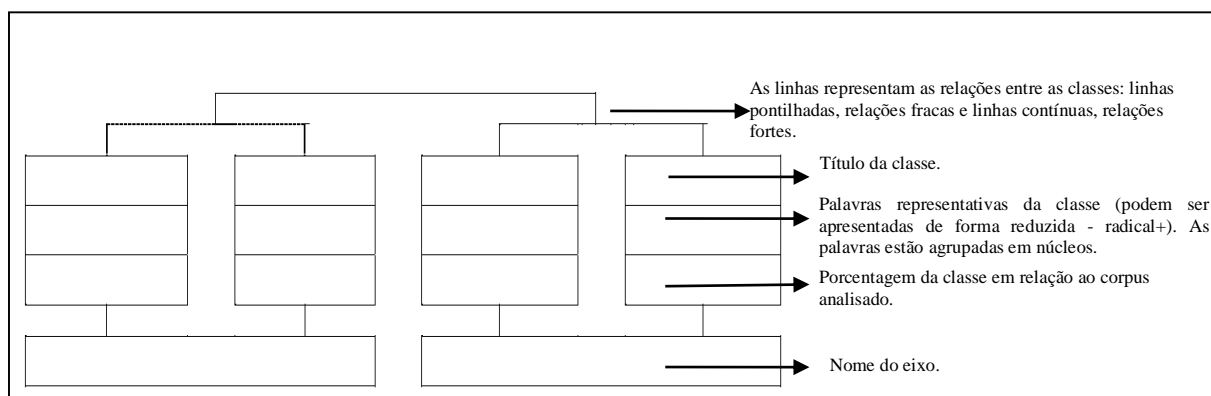 As linhas representam as relações entre as classes: linhas
pontilhadas, relações fracas e linhas contínuas, relações
fortes.
Título da classe.
Palavras representativas da classe (podem ser
apresentadas de forma reduzida - radical+). As
palavras estão agrupadas em núcleos.
Porcentagem da classe em relação ao corpus
analisado.
Nome do eixo.